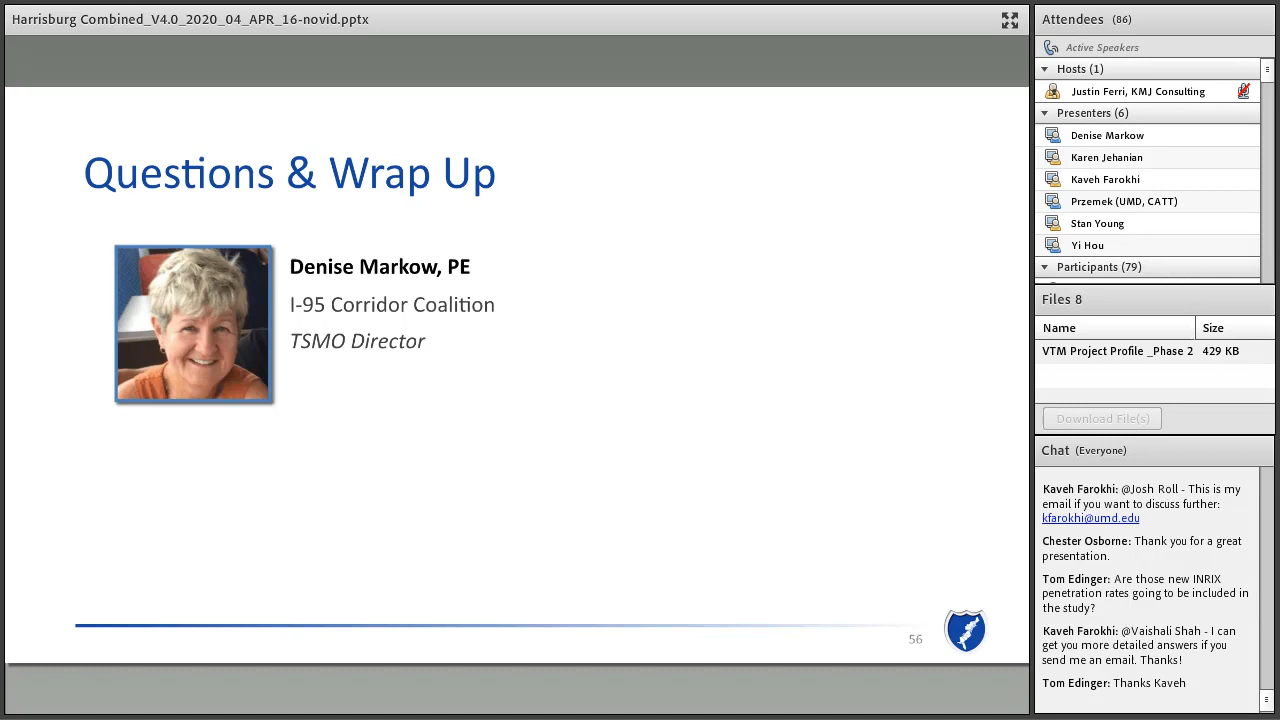 Harrisburg Combined_V4.0_2020_04_APR_16-novid.pptx
Questions & Wrap Up
Denise Markow, PE
I-95 Corridor Coalition
TSMO Director
56
Attendees (86)
Active Speakers
Hosts (1)
Justin Ferri, KMJ Consulting
Presenters (6)
Denise Markow
Karen Jehanian
Kaveh Farokhi
Przemek (UMD, CATT)
Stan Young
Yi Hou
Participants (79)
Files 8
Name Size
VTM Project Profile _Phase 2 429 KB
Download File(s)
Chat (Everyone)
Kaveh Farokhi: @Josh Roll - This is my
email if you want to discuss further:
kfarokhi@umd.edu
Chester Osborne: Thank you for a great
presentation.
Tom Edinger: Are those new INRIX
penetration rates going to be included in
the study?
Kaveh Farokhi: @Vaishali Shah - I can
get you more detailed answers if you
send me an email. Thanks!
Tom Edinger: Thanks Kaveh